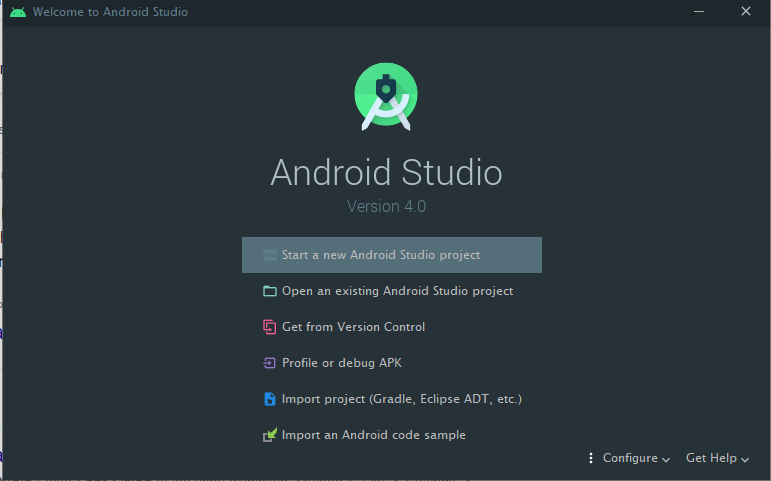 Welcome to Android Studio
Android Studio
Version 4.0
Start a new Android Studio project
Open an existing Android Studio project
Get from Version Control
Profile or debug APK
Import project (Gradle, Eclipse ADT, etc.)
Import an Android code sample
Configure
Get Help